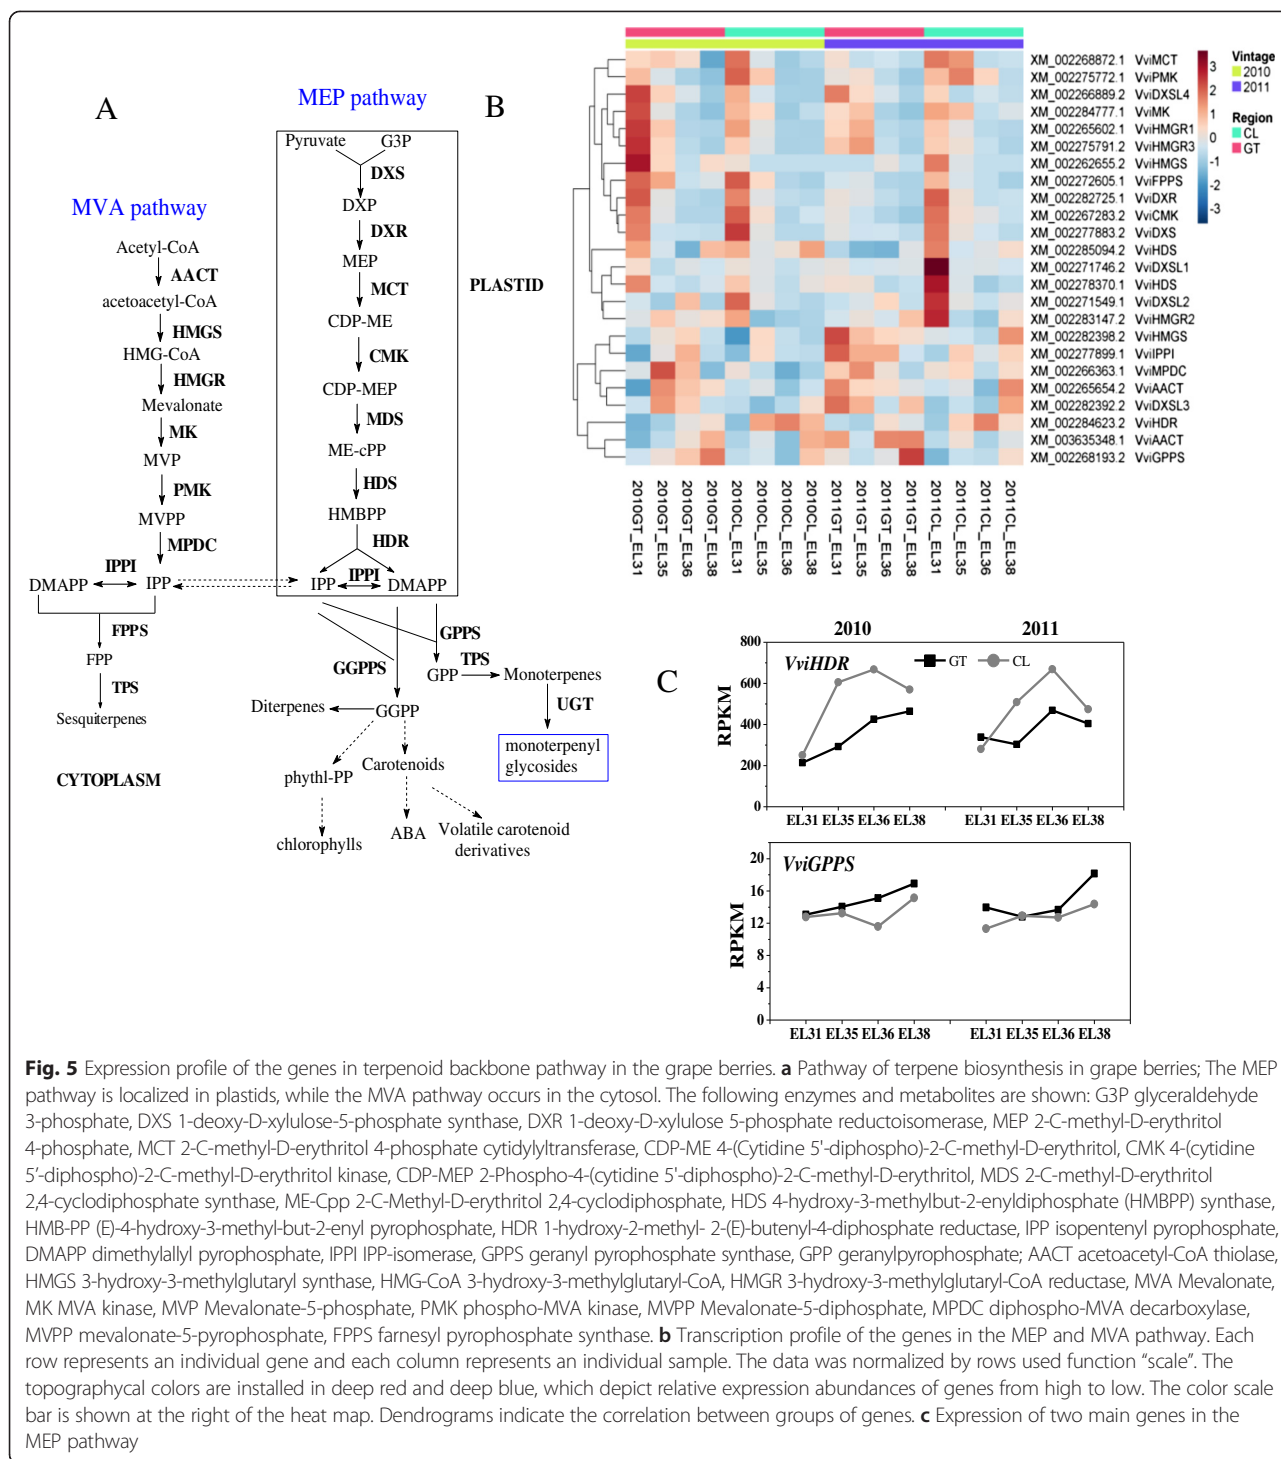 A
MVA pathway
Acetyl-CoA
AACT
acetoacetyl-CoA
HMGS
HMG-CoA
HMGR
Mevalonate
MK
MVP
PMK
MVPP
MPDC
IPPI
DMAPP
IPP
FPPS
FPP
TPS
Sesquiterpenes
CYTOPLASM
MEP pathway
Pyruvate
G3P
DXS
DXP
DXR
MEP
MCT
PLASTID
CDP-ME
CMK
CDP-MEP
MDS
ME-cPP
HDS
HMBPP
HDR
IPP
IPPI
DMAPP
GPPS
GGPPS
GPP
TPS
Monoterpenes
UGT
monoterpenyl
glycosides
Diterpenes
GGPP
phythl-PP
Carotenoids
chlorophylls
ABA
Volatile carotenoid
derivatives
B
XM_002268872.1 VviMCT
XM_002275772.1 VviPMK
XM_002266889.2 VviDXSL4
XM_002284777.1 VviMK
XM_002265602.1 VviHMGR1
XM_002275791.2 VviHMGR3
XM_002262655.2 VviHMGS
XM_002272605.1 VviFPPS
XM_002282725.1 VviDXR
XM_002267283.2 VviCMK
XM_002277883.2 VviDXS
XM_002285094.2 VviHDS
XM_002271746.2 VviDXSL1
XM_002278370.1 VviHDS
XM_002271549.1 VviDXSL2
XM_002283147.2 VviHMGR2
XM_002282398.2 VviHMGS
XM_002277899.1 VviIPPI
XM_002266363.1 VviMPDC
XM_002265654.2 VviAACT
XM_002282392.2 VviDXSL3
XM_002284623.2 VviHDR
XM_003635348.1 VviAACT
XM_002268193.2 VviGPPS
3
2
1
0
-1
-2
-3
Vintage
2010
2011
Region
CL
GT
2010GT_EL31
2010GT_EL35
2010GT_EL36
2010GT_EL38
2010CL_EL31
2010CL_EL35
2010CL_EL36
2010CL_EL38
2011GT_EL31
2011GT_EL35
2011GT_EL36
2011GT_EL38
2011CL_EL31
2011CL_EL35
2011CL_EL36
2011CL_EL38
C
2010 2011
VviHDR
GT CL
RPKM
800
600
400
200
0
EL31 EL35 EL36 EL38 EL31 EL35 EL36 EL38
VviGPPS
RPKM
20
16
12
8
4
0
EL31 EL35 EL36 EL38 EL31 EL35 EL36 EL38
Fig. 5 Expression profile of the genes in terpenoid backbone pathway in the grape berries. a Pathway of terpene biosynthesis in grape berries; The MEP
pathway is localized in plastids, while the MVA pathway occurs in the cytosol. The following enzymes and metabolites are shown: G3P glyceraldehyde
3-phosphate, DXS 1-deoxy-D-xylulose-5-phosphate synthase, DXR 1-deoxy-D-xylulose 5-phosphate reductoisomerase, MEP 2-C-methyl-D-erythritol
4-phosphate, MCT 2-C-methyl-D-erythritol 4-phosphate cytidylyltransferase, CDP-ME 4-(Cytidine 5'-diphospho)-2-C-methyl-D-erythritol, CMK 4-(cytidine
5′-diphospho)-2-C-methyl-D-erythritol kinase, CDP-MEP 2-Phospho-4-(cytidine 5'-diphospho)-2-C-methyl-D-erythritol, MDS 2-C-methyl-D-erythritol
2,4-cyclodiphosphate synthase, ME-Cpp 2-C-Methyl-D-erythritol 2,4-cyclodiphosphate, HDS 4-hydroxy-3-methylbut-2-enyldiphosphate (HMBPP) synthase,
HMB-PP (E)-4-hydroxy-3-methyl-but-2-enyl pyrophosphate, HDR 1-hydroxy-2-methyl- 2-(E)-butenyl-4-diphosphate reductase, IPP isopentenyl pyrophosphate,
DMAPP dimethylallyl pyrophosphate, IPPI IPP-isomerase, GPPS geranyl pyrophosphate synthase, GPP geranylpyrophosphate; AACT acetoacetyl-CoA thiolase,
HMGS 3-hydroxy-3-methylglutaryl synthase, HMG-CoA 3-hydroxy-3-methylglutaryl-CoA, HMGR 3-hydroxy-3-methylglutaryl-CoA reductase, MVA Mevalonate,
MK MVA kinase, MVP Mevalonate-5-phosphate, PMK phospho-MVA kinase, MVPP Mevalonate-5-diphosphate, MPDC diphospho-MVA decarboxylase,
MVPP mevalonate-5-pyrophosphate, FPPS farnesyl pyrophosphate synthase. b Transcription profile of the genes in the MEP and MVA pathway. Each
row represents an individual gene and each column represents an individual sample. The data was normalized by rows used function “scale”. The
topographycal colors are installed in deep red and deep blue, which depict relative expression abundances of genes from high to low. The color scale
bar is shown at the right of the heat map. Dendrograms indicate the correlation between groups of genes. c Expression of two main genes in the
MEP pathway